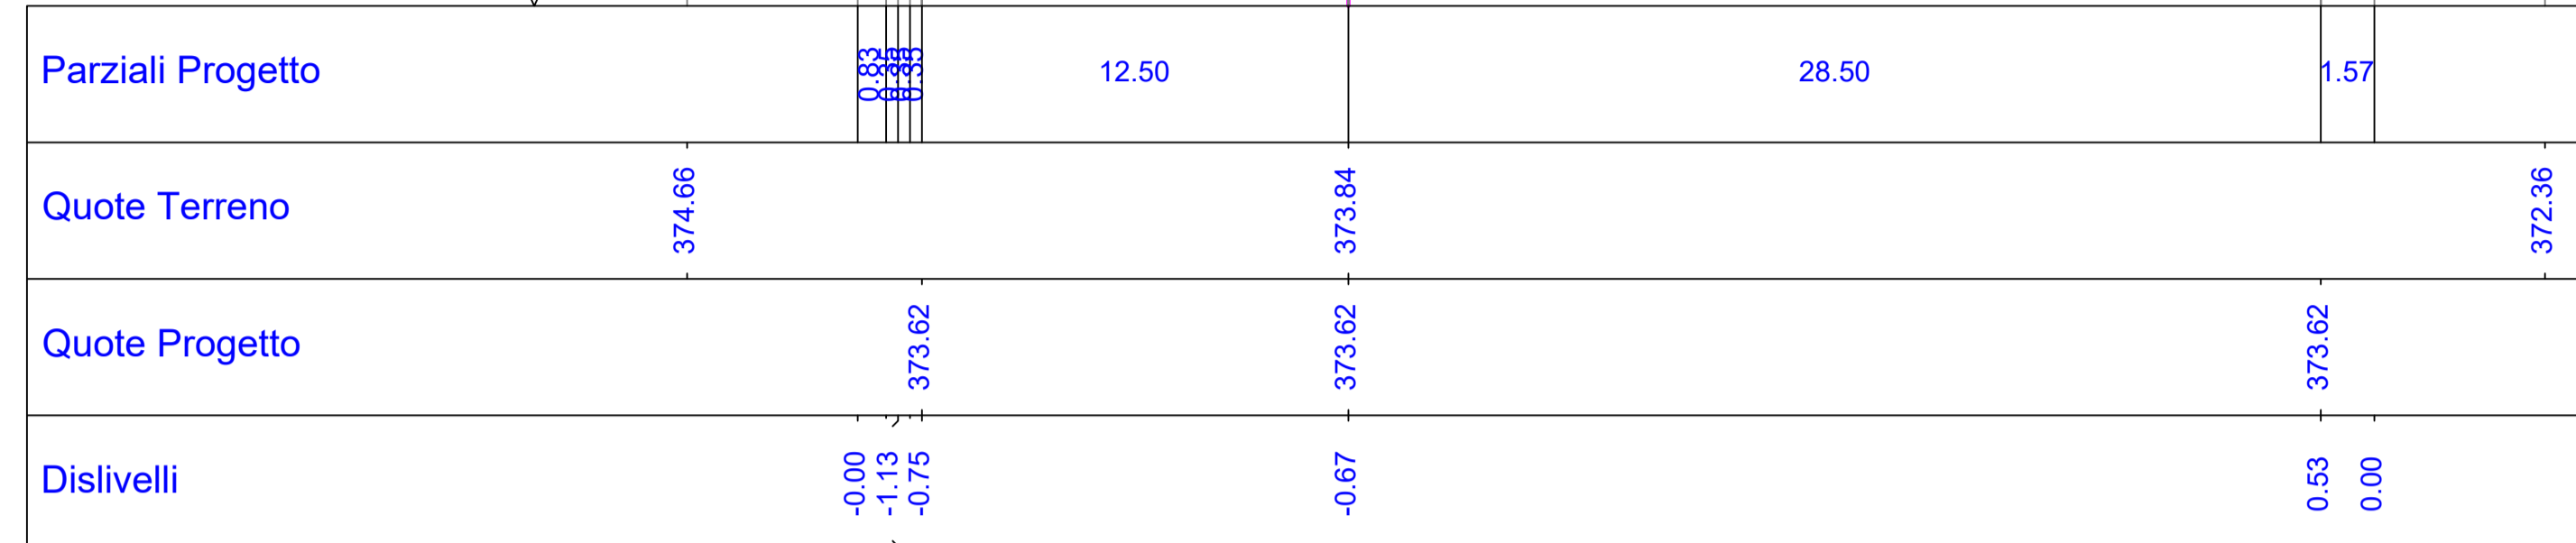 Parziali Progetto 0.83 12.50 28.50 1.57
Quote Terreno 374.66 373.84 372.36
Quote Progetto 373.62 373.62 373.62
Dislivelli -0.00 -1.13 -0.75 -0.67 0.53 0.00